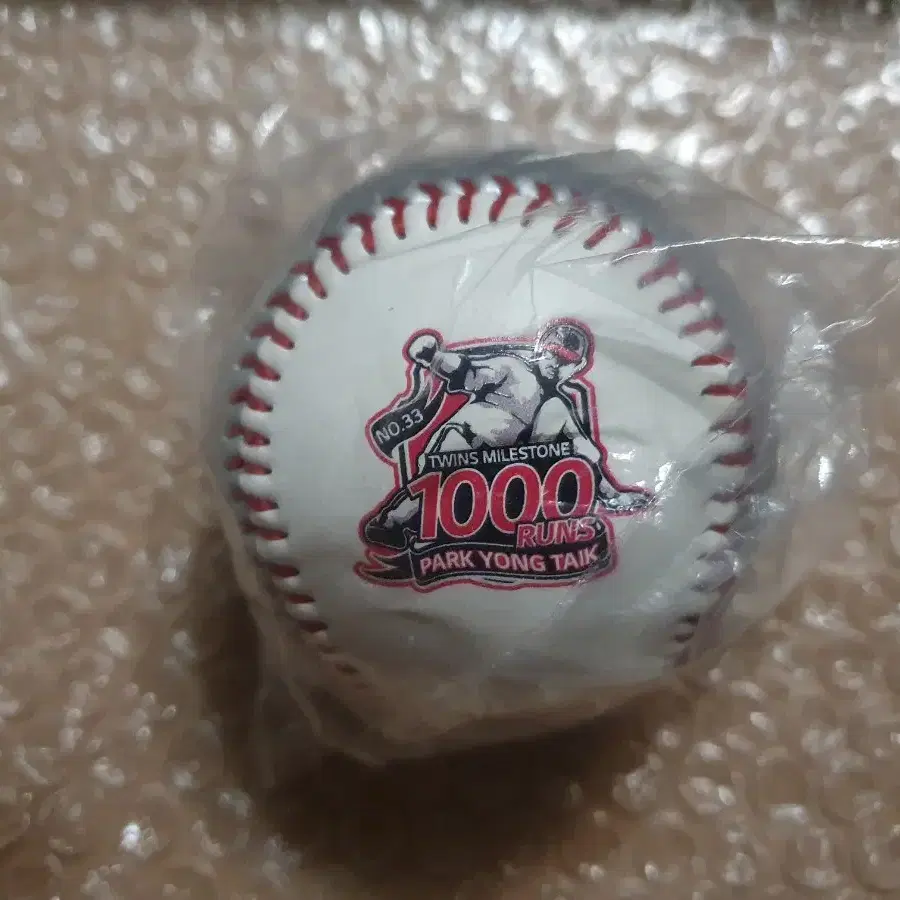 NO.33
TWINS MILESTONE
1000
RUNS
PARK YONG TAIK